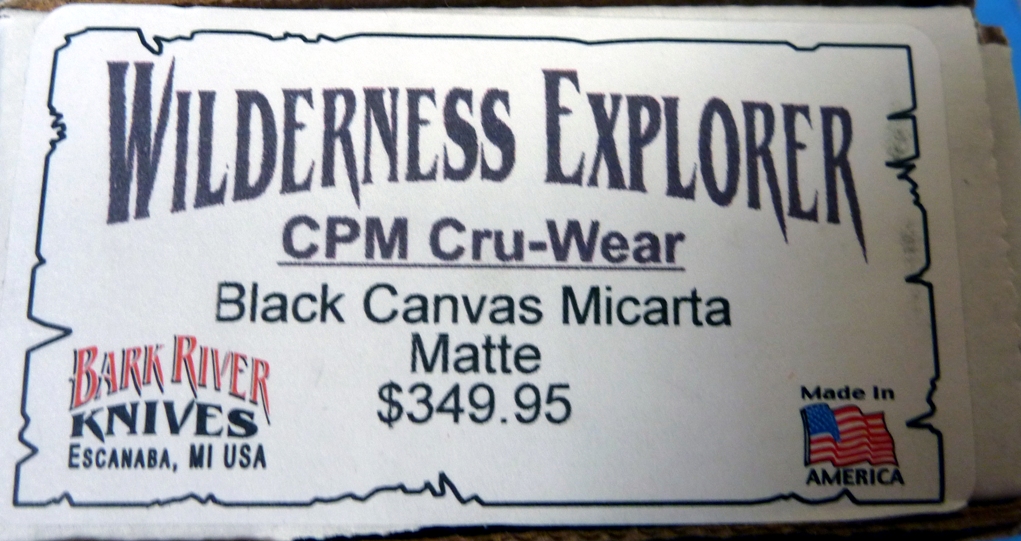 WILDERNESS EXPLORER
CPM Cru-Wear
Black Canvas Micarta
Matte
$349.95
BARK RIVER
KNIVES
ESCANABA, MI USA
Made In
AMERICA